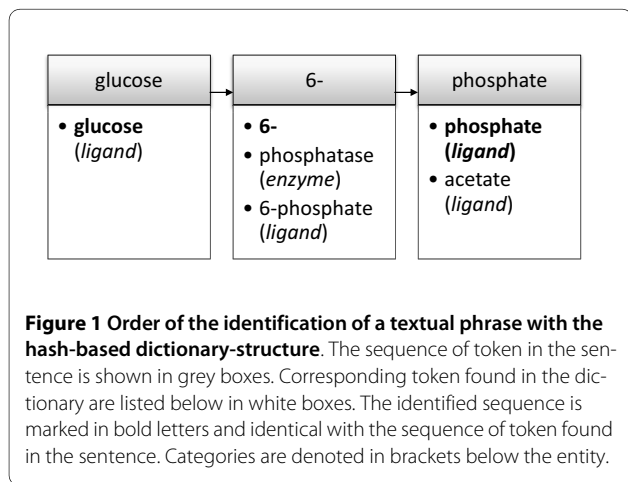 glucose 6- phosphate
• glucose
(ligand)
• 6-
• phosphatase
(enzyme)
• 6-phosphate
(ligand)
• phosphate
(ligand)
• acetate
(ligand)
Figure 1 Order of the identification of a textual phrase with the
hash-based dictionary-structure. The sequence of token in the sen-
tence is shown in grey boxes. Corresponding token found in the dic-
tionary are listed below in white boxes. The identified sequence is
marked in bold letters and identical with the sequence of token found
in the sentence. Categories are denoted in brackets below the entity.